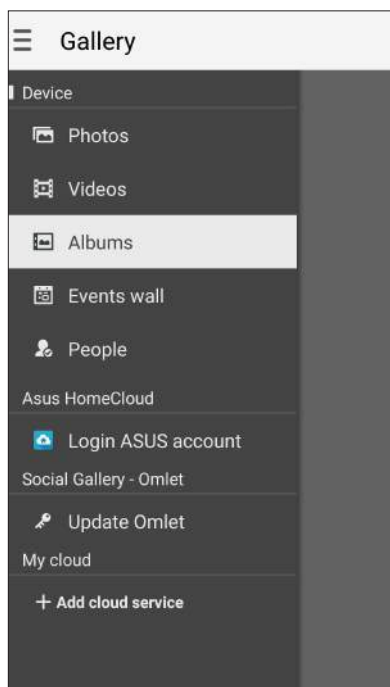 Gallery
Device
Photos
Videos
Albums
Events wall
People
Asus HomeCloud
Login ASUS account
Social Gallery - Omlet
Update Omlet
My cloud
+ Add cloud service